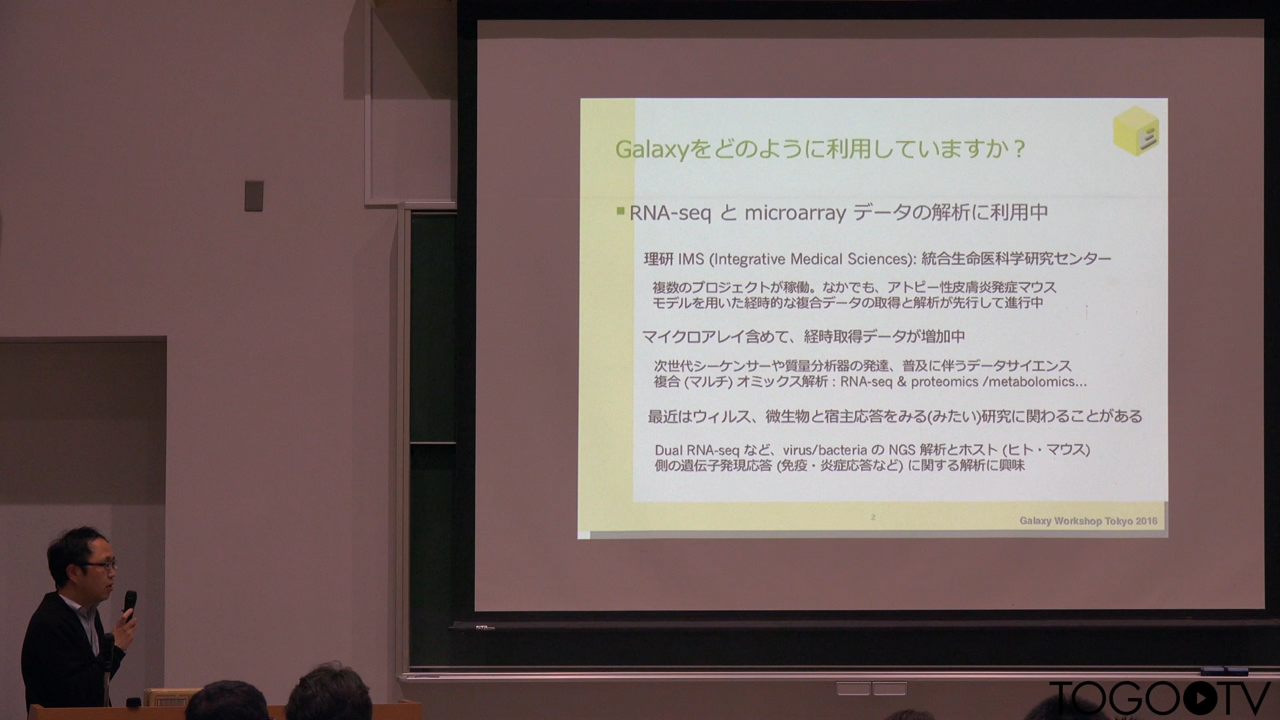 Galaxyをどのように利用していますか？
RNA-seq と microarray データの解析に利用中
理研 IMS (Integrative Medical Sciences): 統合生命医科学研究センター
複数のプロジェクトが稼働。なかでも、アトピー性皮膚炎発症マウス
モデルを用いた経時的な複合データの取得と解析が先行して進行中
マイクロアレイ含めて、経時取得データが増加中
次世代シーケンサーや質量分析器の発達、普及に伴うデータサイエンス
複合 (マルチ) オミックス解析 : RNA-seq & proteomics /metabolomics...
最近はウィルス、微生物と宿主応答をみる(みたい)研究に関わることがある
Dual RNA-seq など、virus/bacteria の NGS 解析とホスト (ヒト・マウス)
側の遺伝子発現応答 (免疫・炎症応答など) に関する解析に興味
2
Galaxy Workshop Tokyo 2016
TOGO TV